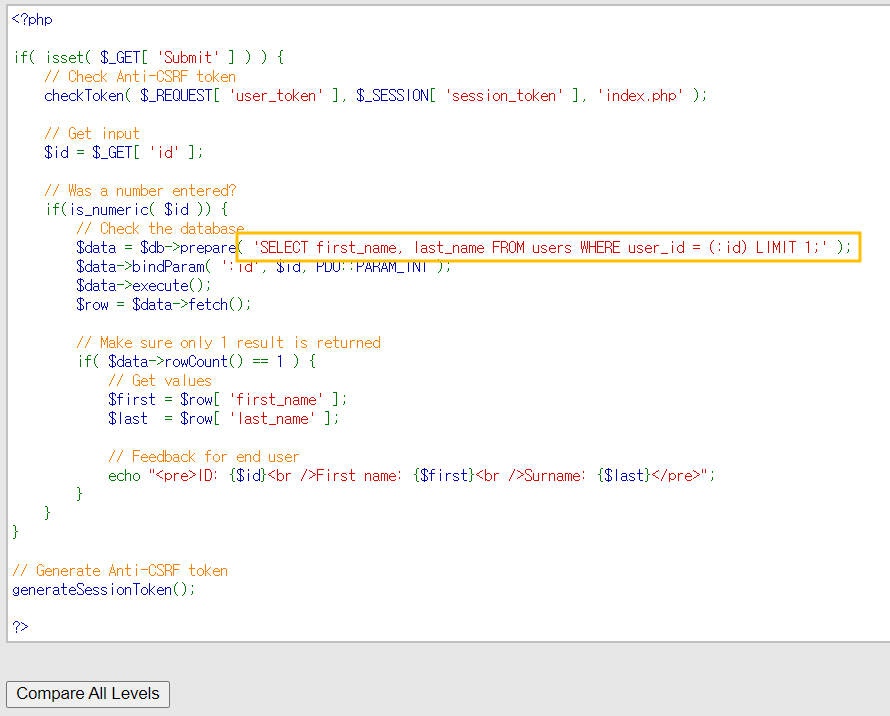 <?php
if( isset( $_GET[ 'Submit' ] ) ) {
// Check Anti-CSRF token
checkToken( $_REQUEST[ 'user_token' ], $_SESSION[ 'session_token' ], 'index.php' );
// Get input
$id = $_GET[ 'id' ];
// Was a number entered?
if(is_numeric( $id )) {
// Check the database
$data = $db->prepare( 'SELECT first_name, last_name FROM users WHERE user_id = (:id) LIMIT 1;' );
$data->bindParam( ':id', $id, PDO::PARAM_INT );
$data->execute();
$row = $data->fetch();
// Make sure only 1 result is returned
if( $data->rowCount() == 1 ) {
// Get values
$first = $row[ 'first_name' ];
$last  = $row[ 'last_name' ];
// Feedback for end user
echo "<pre>ID: {$id}<br />First name: {$first}<br />Surname: {$last}</pre>";
}
}
}
// Generate Anti-CSRF token
generateSessionToken();
?>
Compare All Levels